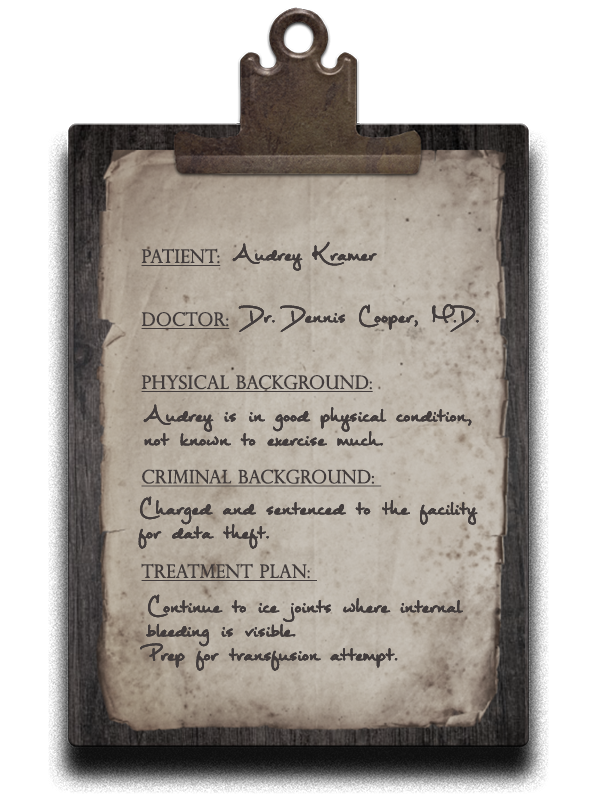 PATIENT: Audrey Kramer
DOCTOR: Dr. Dennis Cooper, M.D.
PHYSICAL BACKGROUND:
Audrey is in good physical condition,
not known to exercise much.
CRIMINAL BACKGROUND:
Charged and sentenced to the facility
for data theft.
TREATMENT PLAN:
Continue to ice joints where internal
bleeding is visible.
Prep for transfusion attempt.